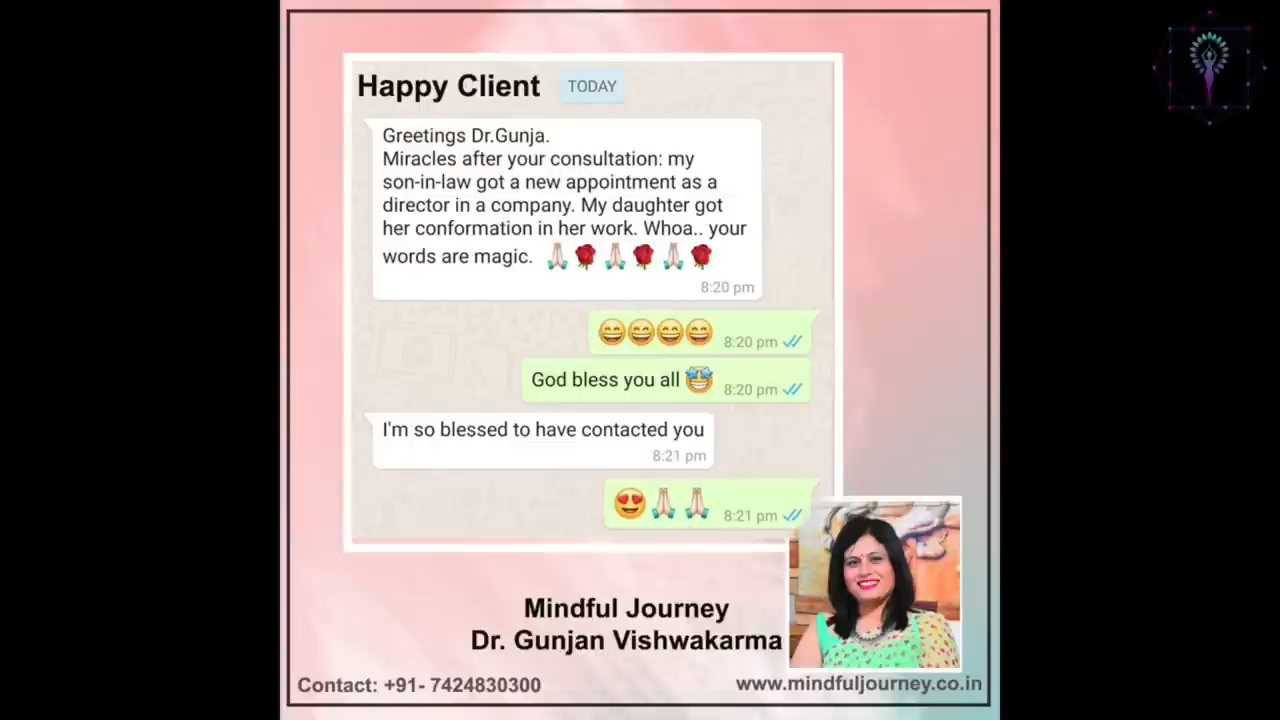 Happy Client TODAY
Greetings Dr.Gunja.
Miracles after your consultation: my
son-in-law got a new appointment as a
director in a company. My daughter got
her conformation in her work. Whoa.. your
words are magic. 🙏🏻🌹🙏🏻🌹🙏🏻🌹
8:20 pm
😄😄😄😄 8:20 pm
God bless you all 🤩 8:20 pm
I'm so blessed to have contacted you
8:21 pm
😍🙏🏻🙏🏻 8:21 pm
Mindful Journey
Dr. Gunjan Vishwakarma
Contact: +91- 7424830300
www.mindfuljourney.co.in